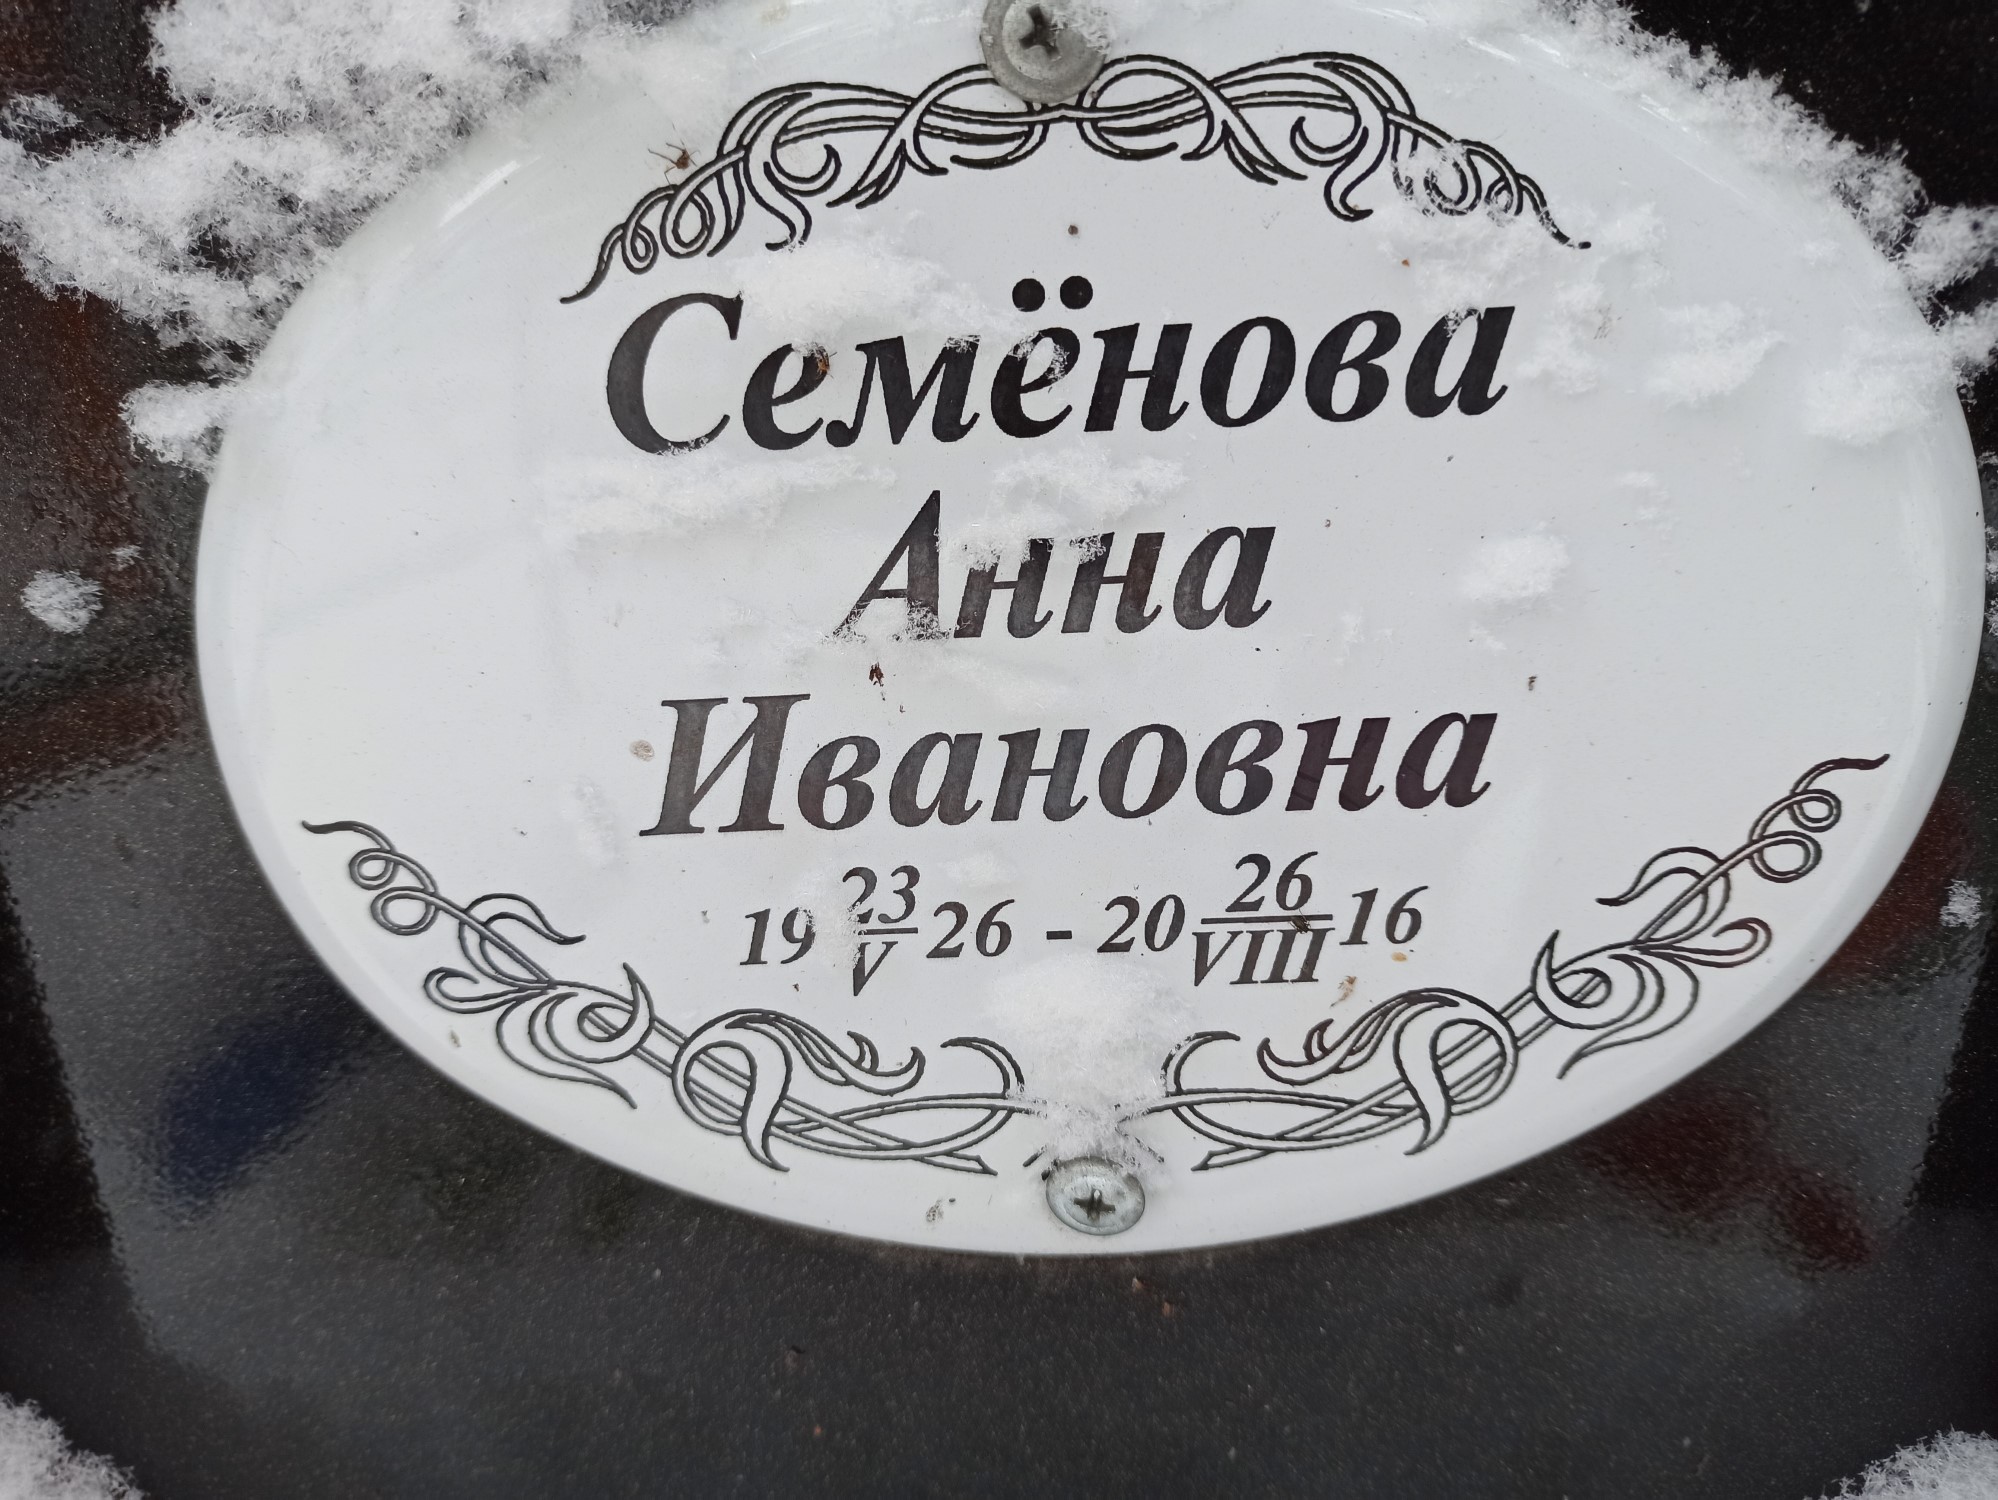 Семёнова
Анна
Ивановна
19 23/V 26 - 20 26/VIII 16